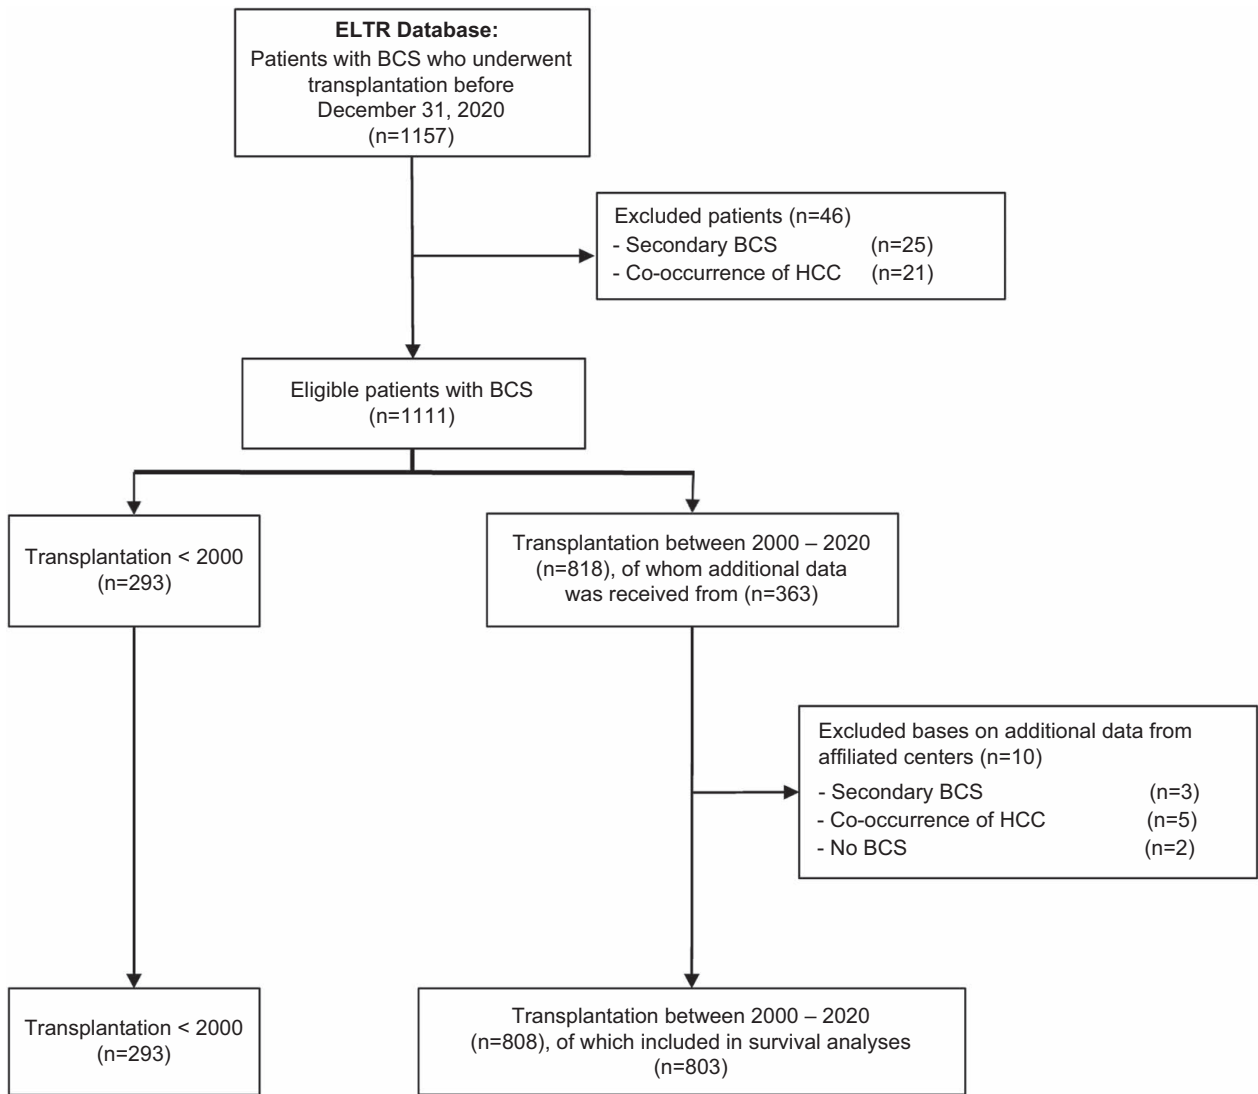 ELTR Database:
Patients with BCS who underwent
transplantation before
December 31, 2020
(n=1157)
Excluded patients (n=46)
- Secondary BCS (n=25)
- Co-occurrence of HCC (n=21)
Eligible patients with BCS
(n=1111)
Transplantation < 2000
(n=293)
Transplantation between 2000 – 2020
(n=818), of whom additional data
was received from (n=363)
Excluded bases on additional data from
affiliated centers (n=10)
- Secondary BCS (n=3)
- Co-occurrence of HCC (n=5)
- No BCS (n=2)
Transplantation < 2000
(n=293)
Transplantation between 2000 – 2020
(n=808), of which included in survival analyses
(n=803)